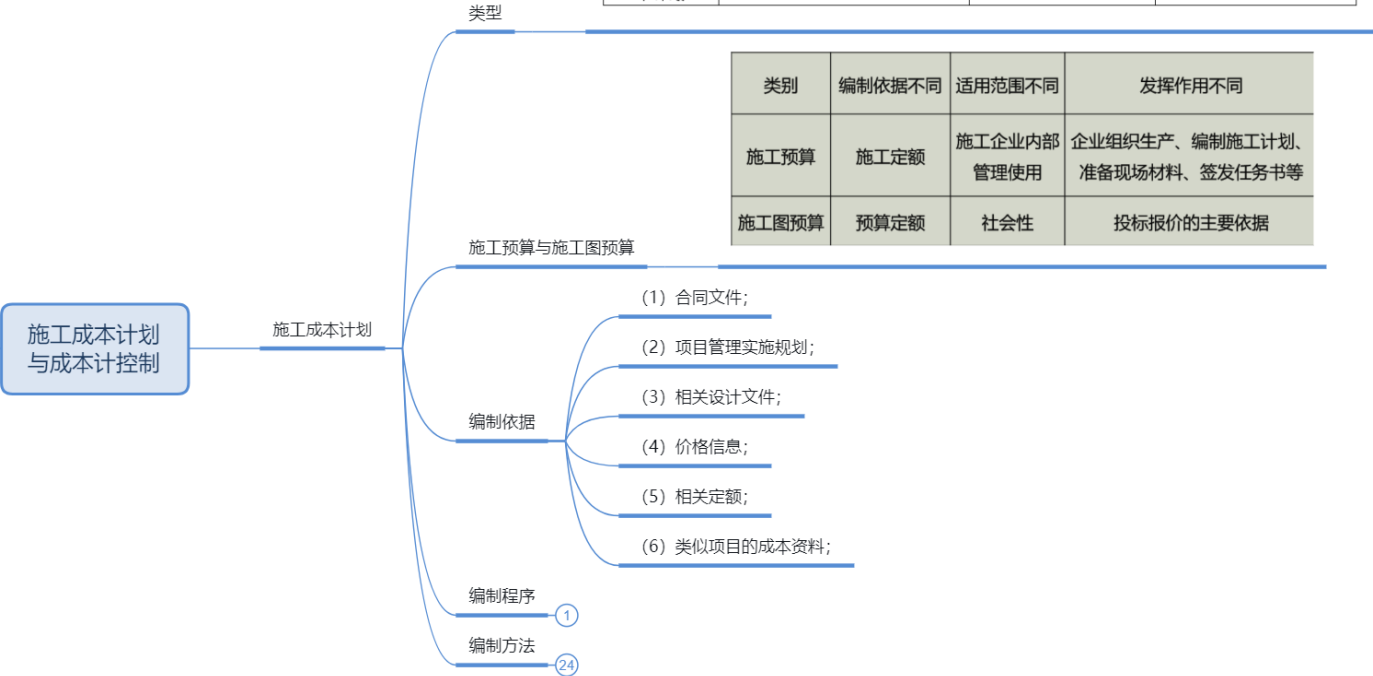 类型
类别 编制依据不同 适用范围不同 发挥作用不同
施工预算 施工定额 施工企业内部管理使用 企业组织生产、编制施工计划、准备现场材料、签发任务书等
施工图预算 预算定额 社会性 投标报价的主要依据
施工预算与施工图预算
施工成本计划
与成本计控制
施工成本计划
(1)合同文件;
(2)项目管理实施规划;
(3)相关设计文件;
编制依据
(4)价格信息;
(5)相关定额;
(6)类似项目的成本资料;
编制程序 1
编制方法 24